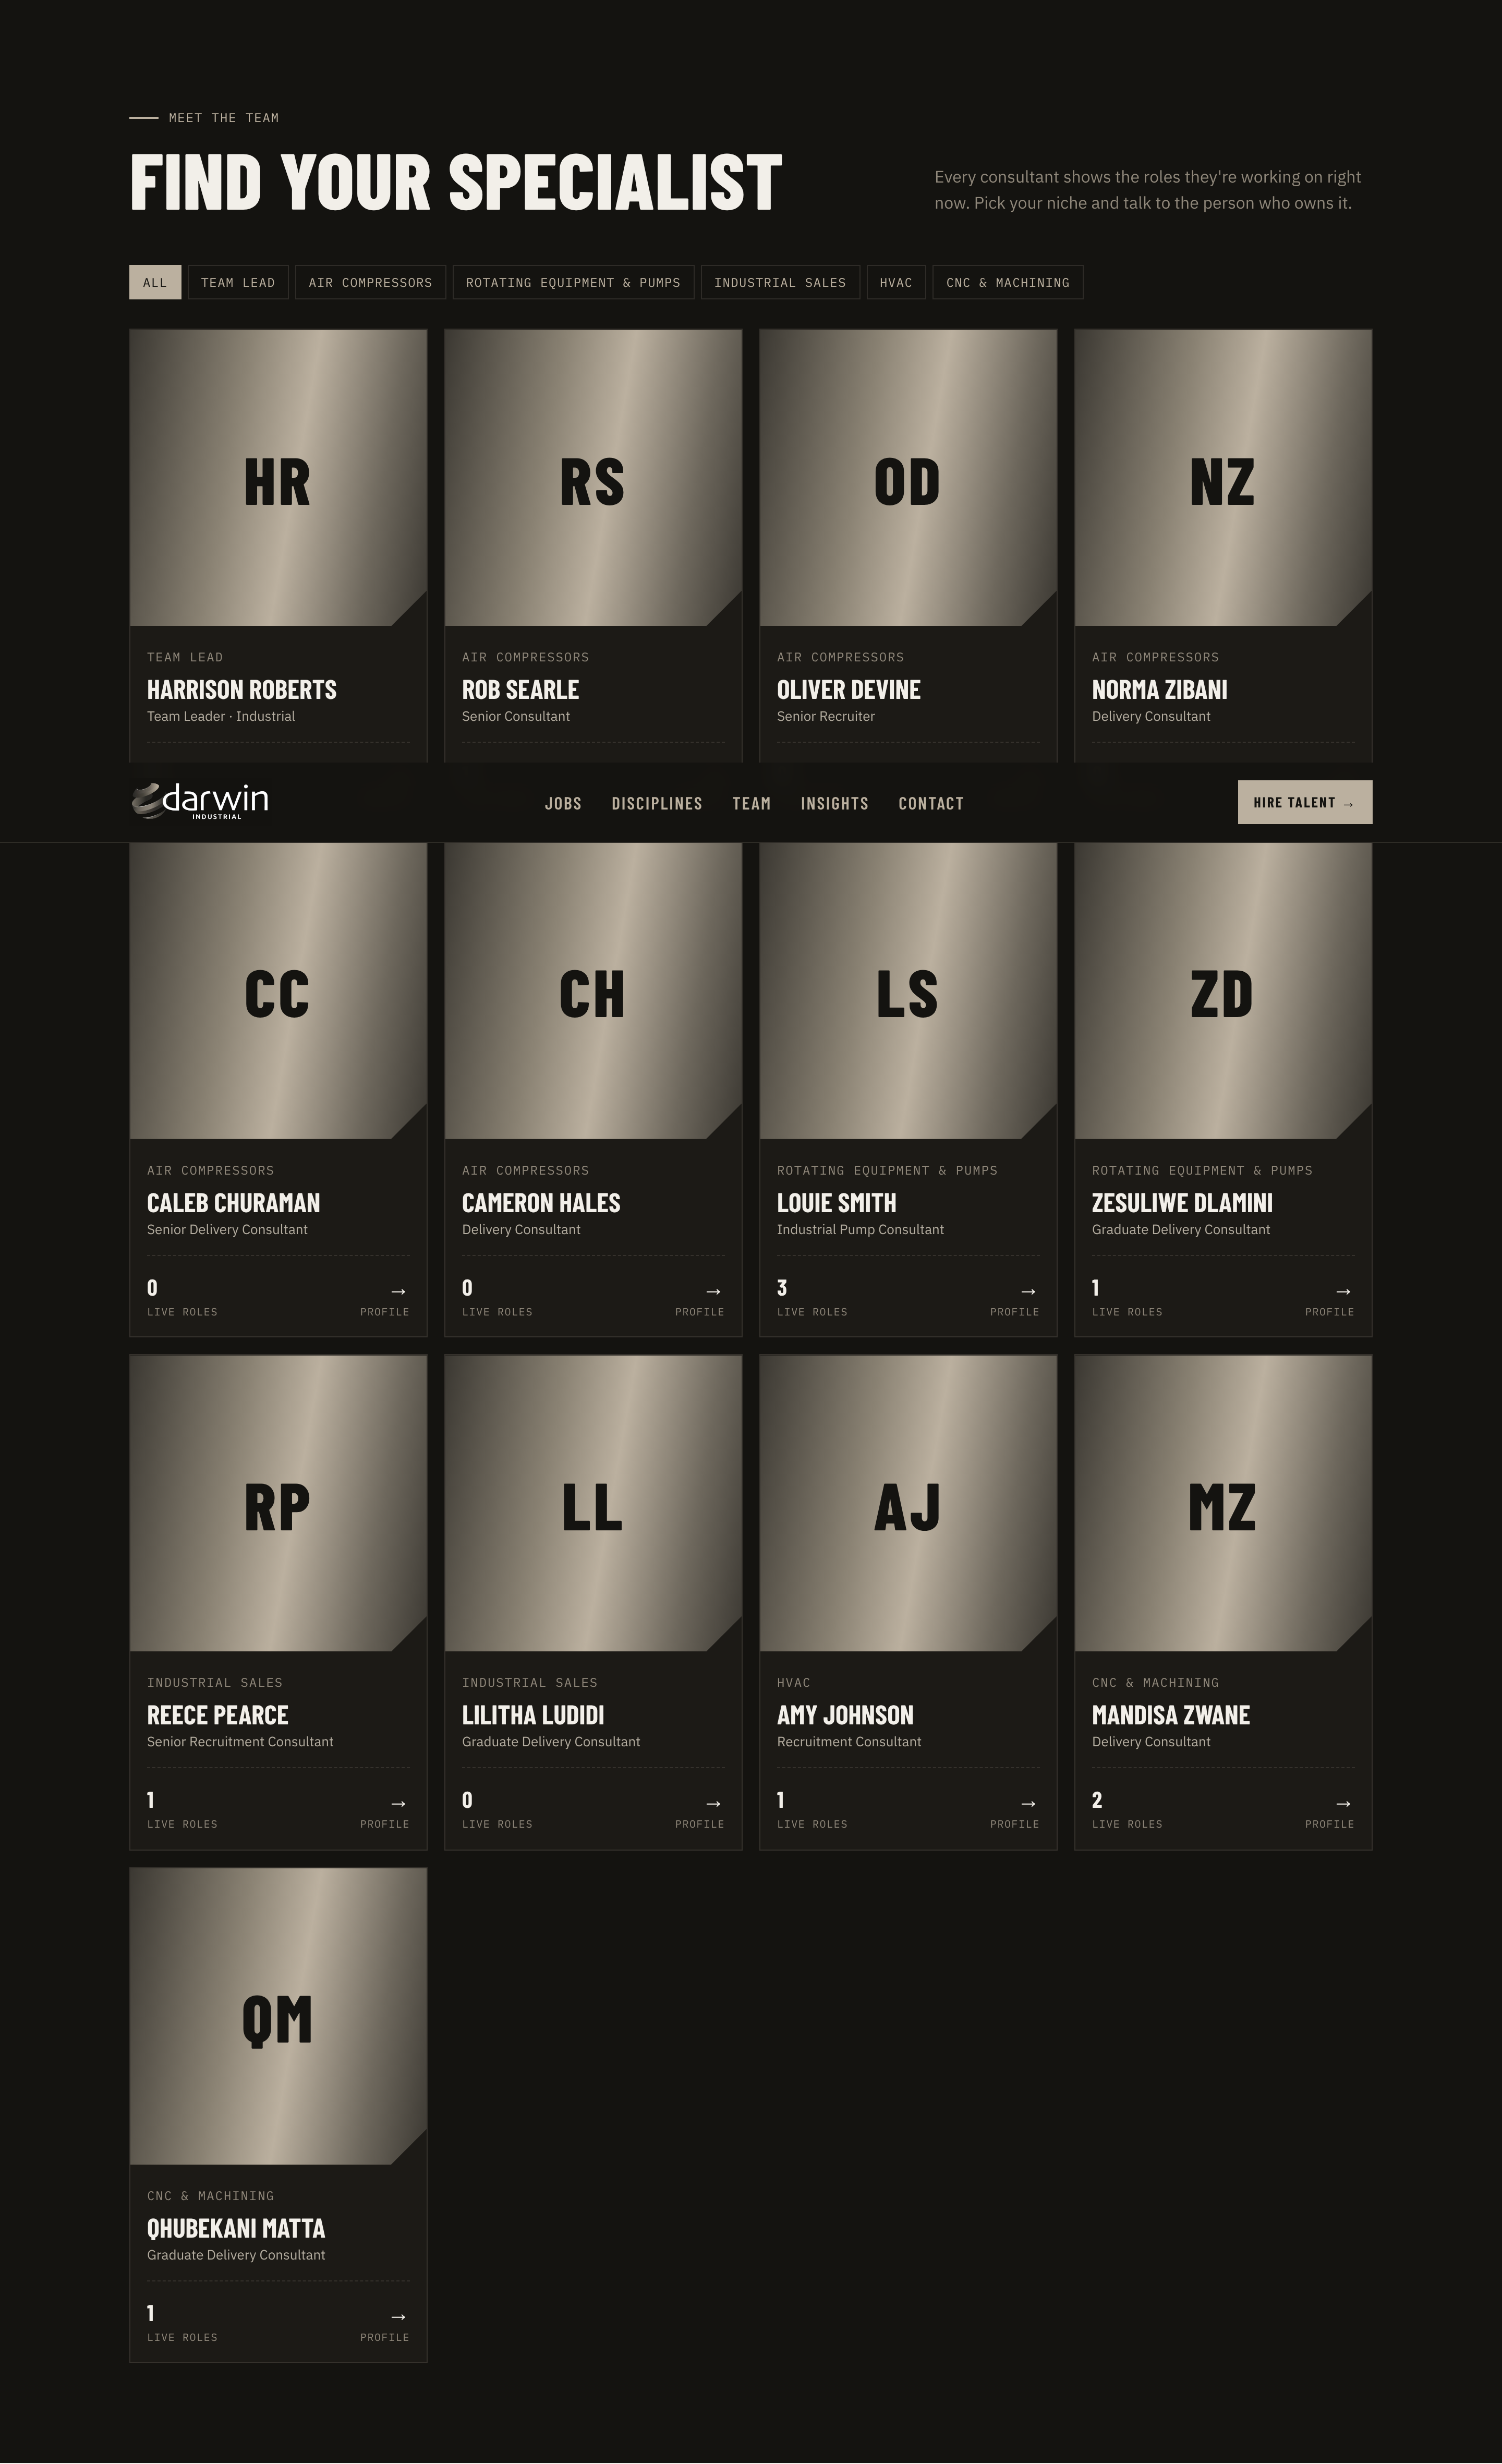 MEET THE TEAM
FIND YOUR SPECIALIST
Every consultant shows the roles they're working on right
now. Pick your niche and talk to the person who owns it.
ALL TEAM LEAD AIR COMPRESSORS ROTATING EQUIPMENT & PUMPS INDUSTRIAL SALES HVAC CNC & MACHINING
HR
TEAM LEAD
HARRISON ROBERTS
Team Leader · Industrial
RS
AIR COMPRESSORS
ROB SEARLE
Senior Consultant
OD
AIR COMPRESSORS
OLIVER DEVINE
Senior Recruiter
NZ
AIR COMPRESSORS
NORMA ZIBANI
Delivery Consultant
darwin
INDUSTRIAL
JOBS DISCIPLINES TEAM INSIGHTS CONTACT
HIRE TALENT →
CC
AIR COMPRESSORS
CALEB CHURAMAN
Senior Delivery Consultant
0 →
LIVE ROLES PROFILE
CH
AIR COMPRESSORS
CAMERON HALES
Delivery Consultant
0 →
LIVE ROLES PROFILE
LS
ROTATING EQUIPMENT & PUMPS
LOUIE SMITH
Industrial Pump Consultant
3 →
LIVE ROLES PROFILE
ZD
ROTATING EQUIPMENT & PUMPS
ZESULIWE DLAMINI
Graduate Delivery Consultant
1 →
LIVE ROLES PROFILE
RP
INDUSTRIAL SALES
REECE PEARCE
Senior Recruitment Consultant
1 →
LIVE ROLES PROFILE
LL
INDUSTRIAL SALES
LILITHA LUDIDI
Graduate Delivery Consultant
0 →
LIVE ROLES PROFILE
AJ
HVAC
AMY JOHNSON
Recruitment Consultant
1 →
LIVE ROLES PROFILE
MZ
CNC & MACHINING
MANDISA ZWANE
Delivery Consultant
2 →
LIVE ROLES PROFILE
QM
CNC & MACHINING
QHUBEKANI MATTA
Graduate Delivery Consultant
1 →
LIVE ROLES PROFILE